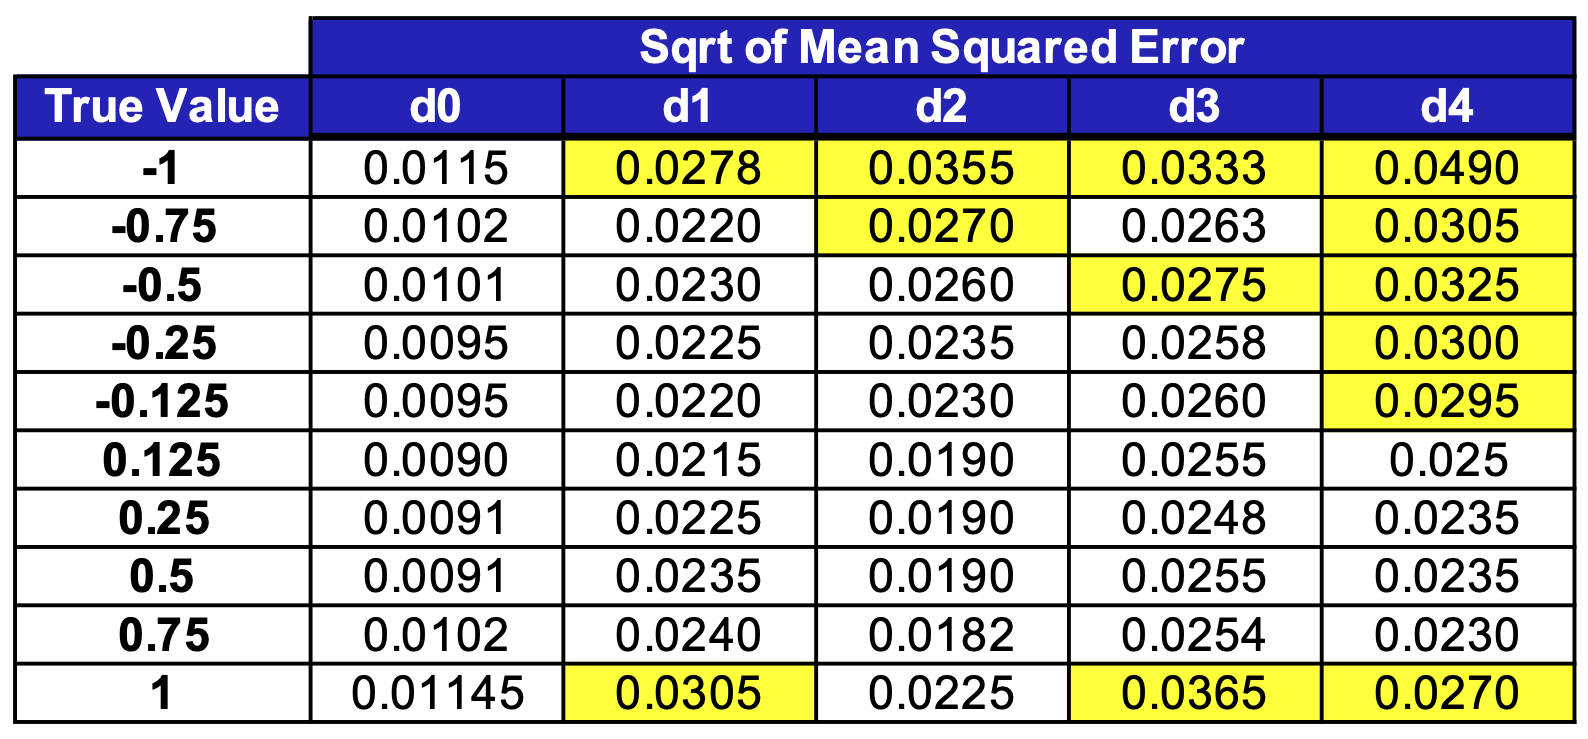 Sqrt of Mean Squared Error
True Value d0 d1 d2 d3 d4
-1 0.0115 0.0278 0.0355 0.0333 0.0490
-0.75 0.0102 0.0220 0.0270 0.0263 0.0305
-0.5 0.0101 0.0230 0.0260 0.0275 0.0325
-0.25 0.0095 0.0225 0.0235 0.0258 0.0300
-0.125 0.0095 0.0220 0.0230 0.0260 0.0295
0.125 0.0090 0.0215 0.0190 0.0255 0.025
0.25 0.0091 0.0225 0.0190 0.0248 0.0235
0.5 0.0091 0.0235 0.0190 0.0255 0.0235
0.75 0.0102 0.0240 0.0182 0.0254 0.0230
1 0.01145 0.0305 0.0225 0.0365 0.0270